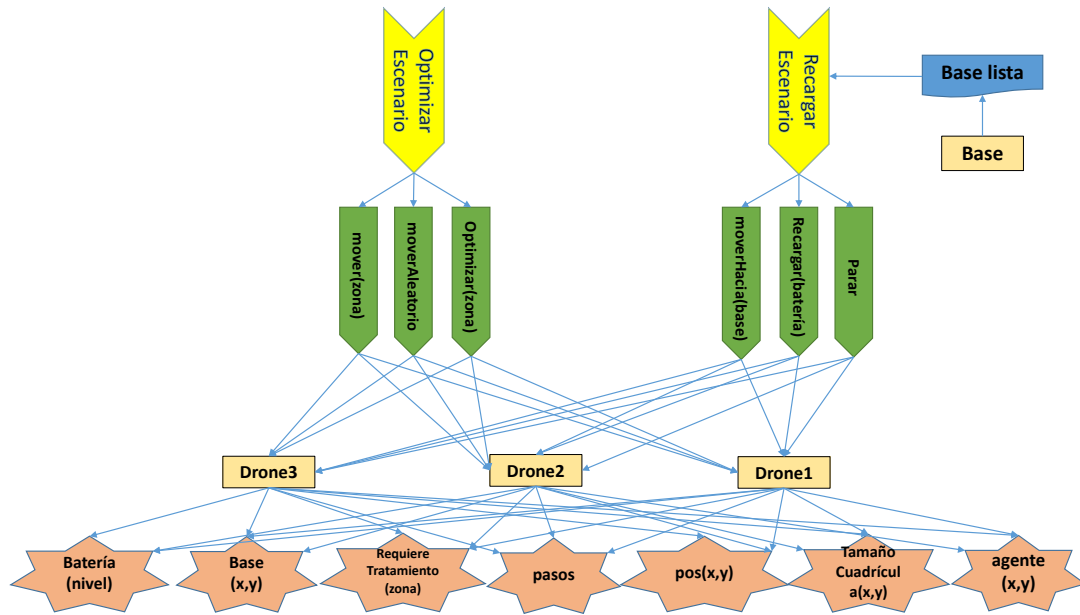 Optimizar
Escenario
Recargar
Escenario
Base lista
Base
mover(zona)
moverAleatorio
Optimizar(zona)
moverHacia(base)
Recargar(batería)
Parar
Drone3
Drone2
Drone1
Batería
(nivel)
Base
(x,y)
Requiere
Tratamiento
(zona)
pasos
pos(x,y)
Tamaño
Cuadrícul
a(x,y)
agente
(x,y)